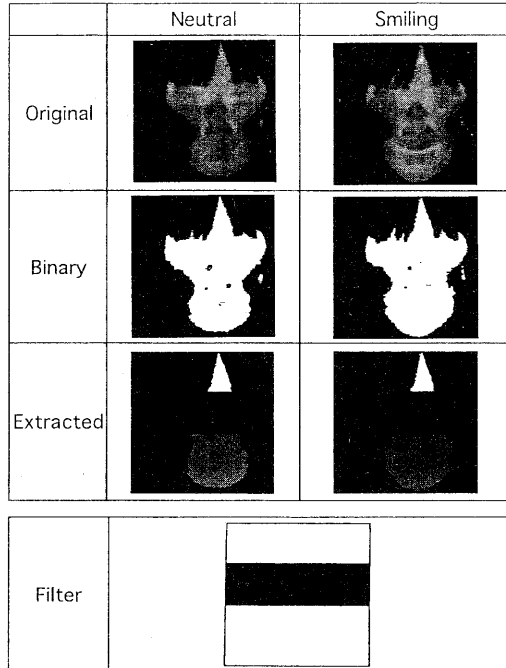 Neutral Smiling
Original
Binary
Extracted
Filter